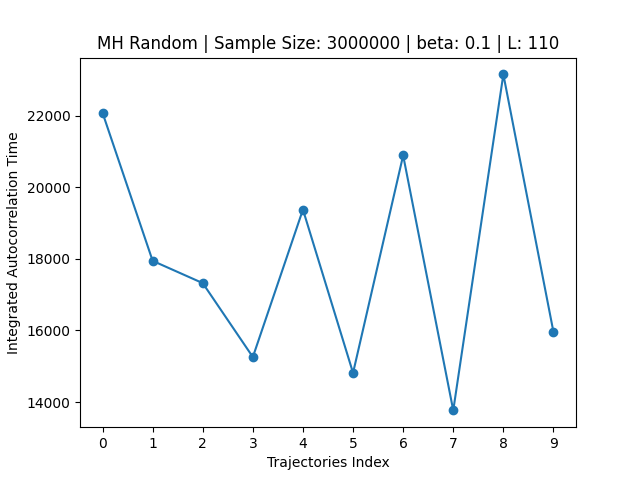 MH Random | Sample Size: 3000000 | beta: 0.1 | L: 110
Integrated Autocorrelation Time
22000
20000
18000
16000
14000
0 1 2 3 4 5 6 7 8 9
Trajectories Index